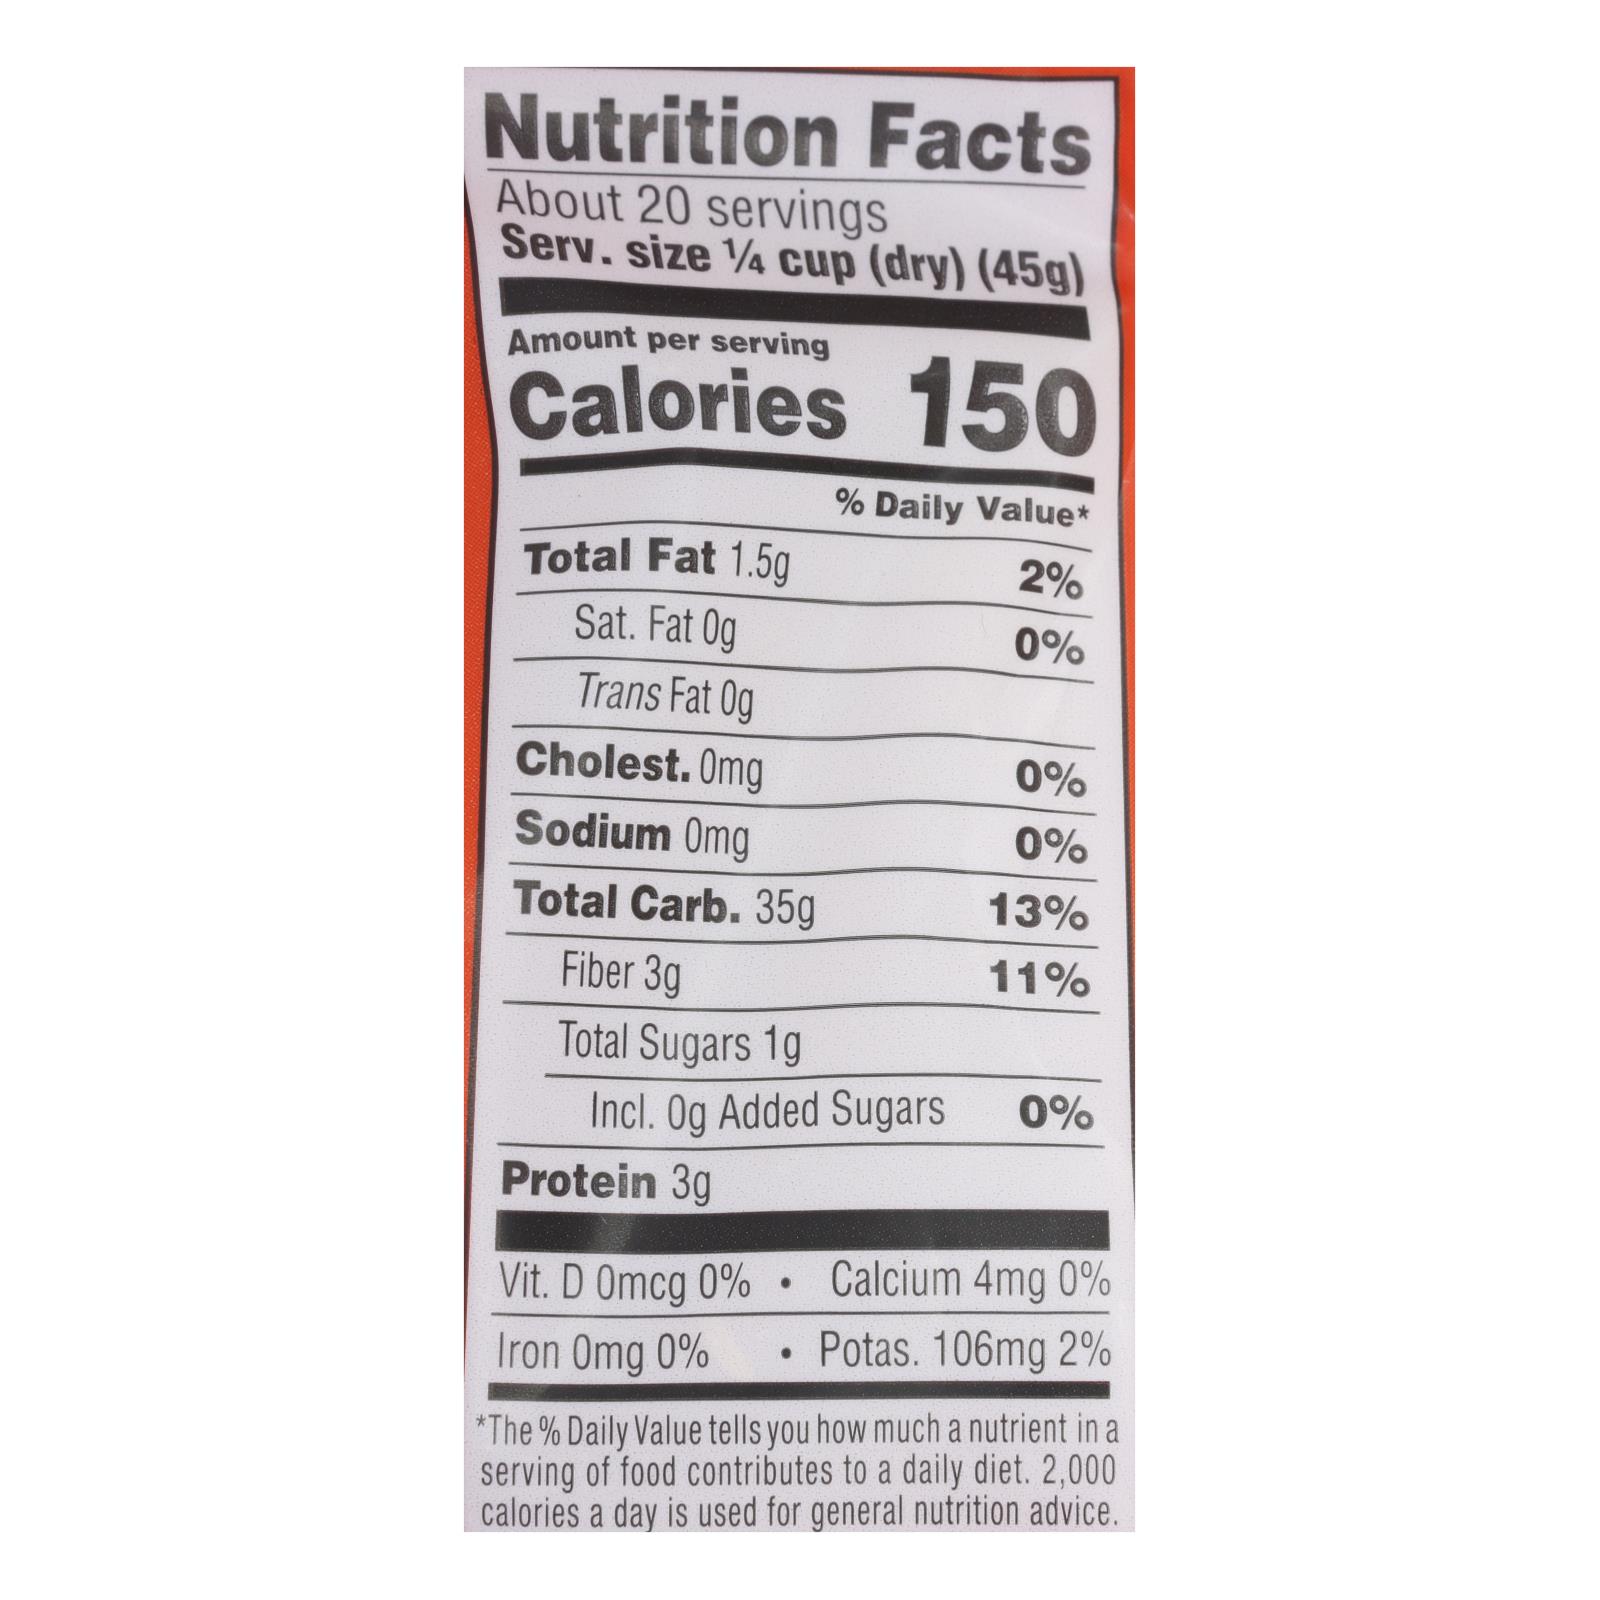 Nutrition Facts
About 20 servings
Serv. size ¼ cup (dry) (45g)
Amount per serving
Calories 150
% Daily Value*
Total Fat 1.5g 2%
Sat. Fat 0g 0%
Trans Fat 0g
Cholest. 0mg 0%
Sodium 0mg 0%
Total Carb. 35g 13%
Fiber 3g 11%
Total Sugars 1g
Incl. 0g Added Sugars 0%
Protein 3g
Vit. D 0mcg 0% • Calcium 4mg 0%
Iron 0mg 0% • Potas. 106mg 2%
*The % Daily Value tells you how much a nutrient in a
serving of food contributes to a daily diet. 2,000
calories a day is used for general nutrition advice.